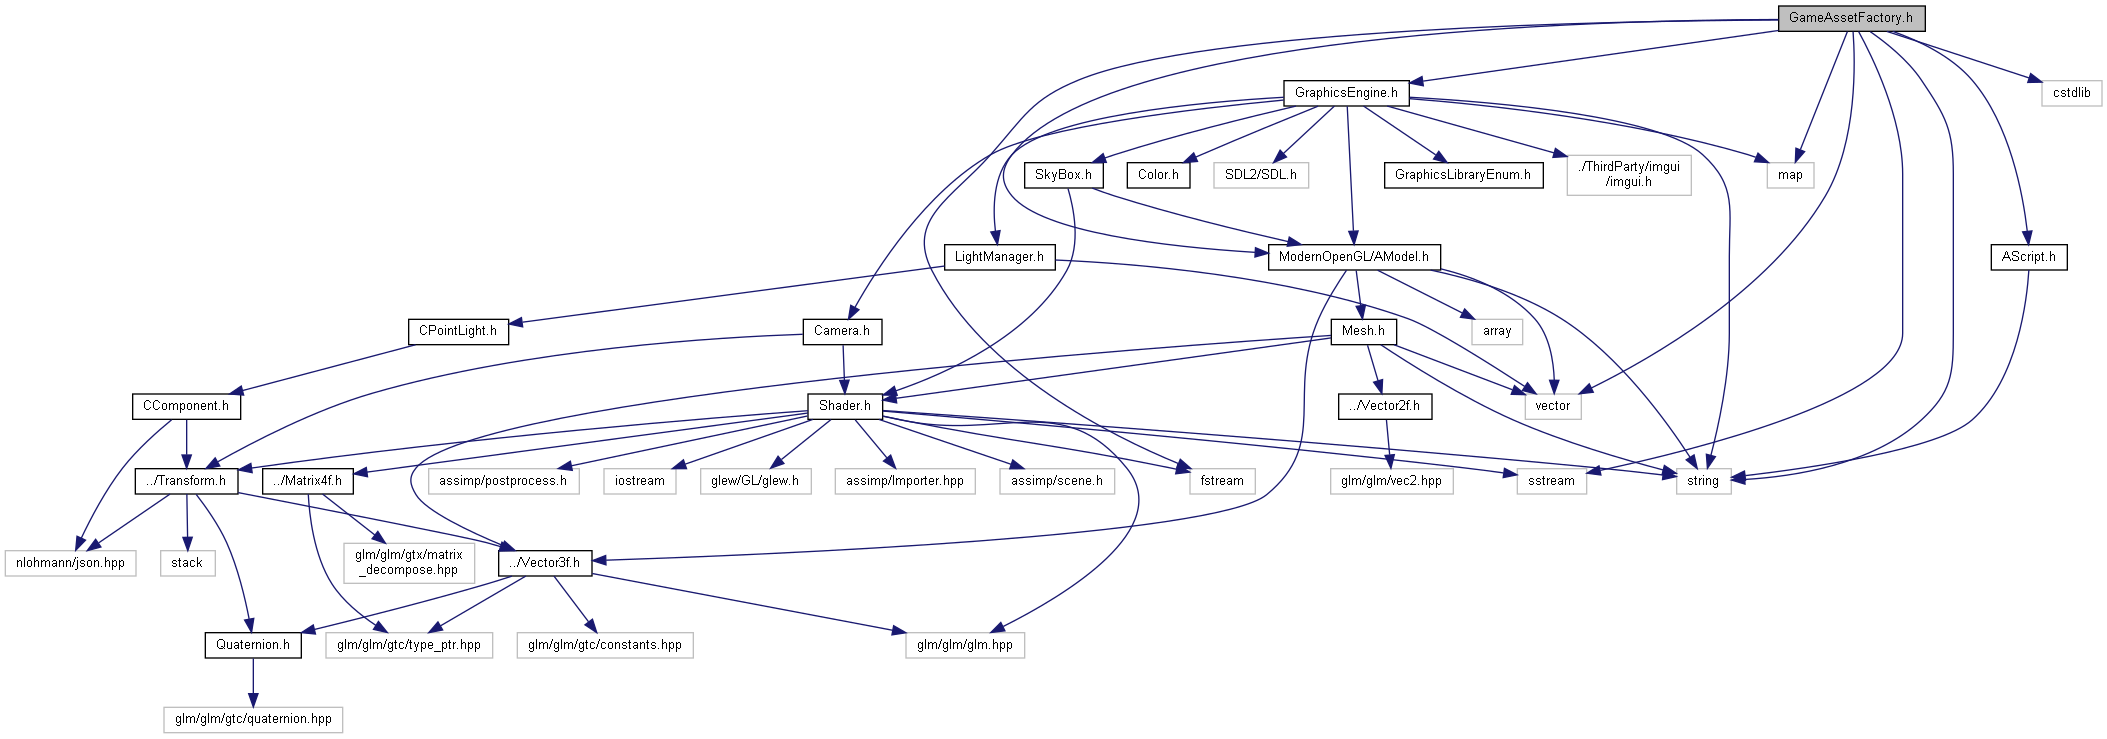 GameAssetFactory.h
GraphicsEngine.h
cstdlib
SkyBox.h
Color.h
SDL2/SDL.h
GraphicsLibraryEnum.h
./ThirdParty/imgui
/imgui.h
map
LightManager.h
ModernOpenGL/AModel.h
AScript.h
CPointLight.h
Camera.h
Mesh.h
array
CComponent.h
Shader.h
../Vector2f.h
vector
../Transform.h
../Matrix4f.h
assimp/postprocess.h
iostream
glew/GL/glew.h
assimp/Importer.hpp
assimp/scene.h
fstream
glm/glm/vec2.hpp
sstream
string
nlohmann/json.hpp
stack
glm/glm/gtx/matrix
_decompose.hpp
../Vector3f.h
Quaternion.h
glm/glm/gtc/type_ptr.hpp
glm/glm/gtc/constants.hpp
glm/glm/glm.hpp
glm/glm/gtc/quaternion.hpp